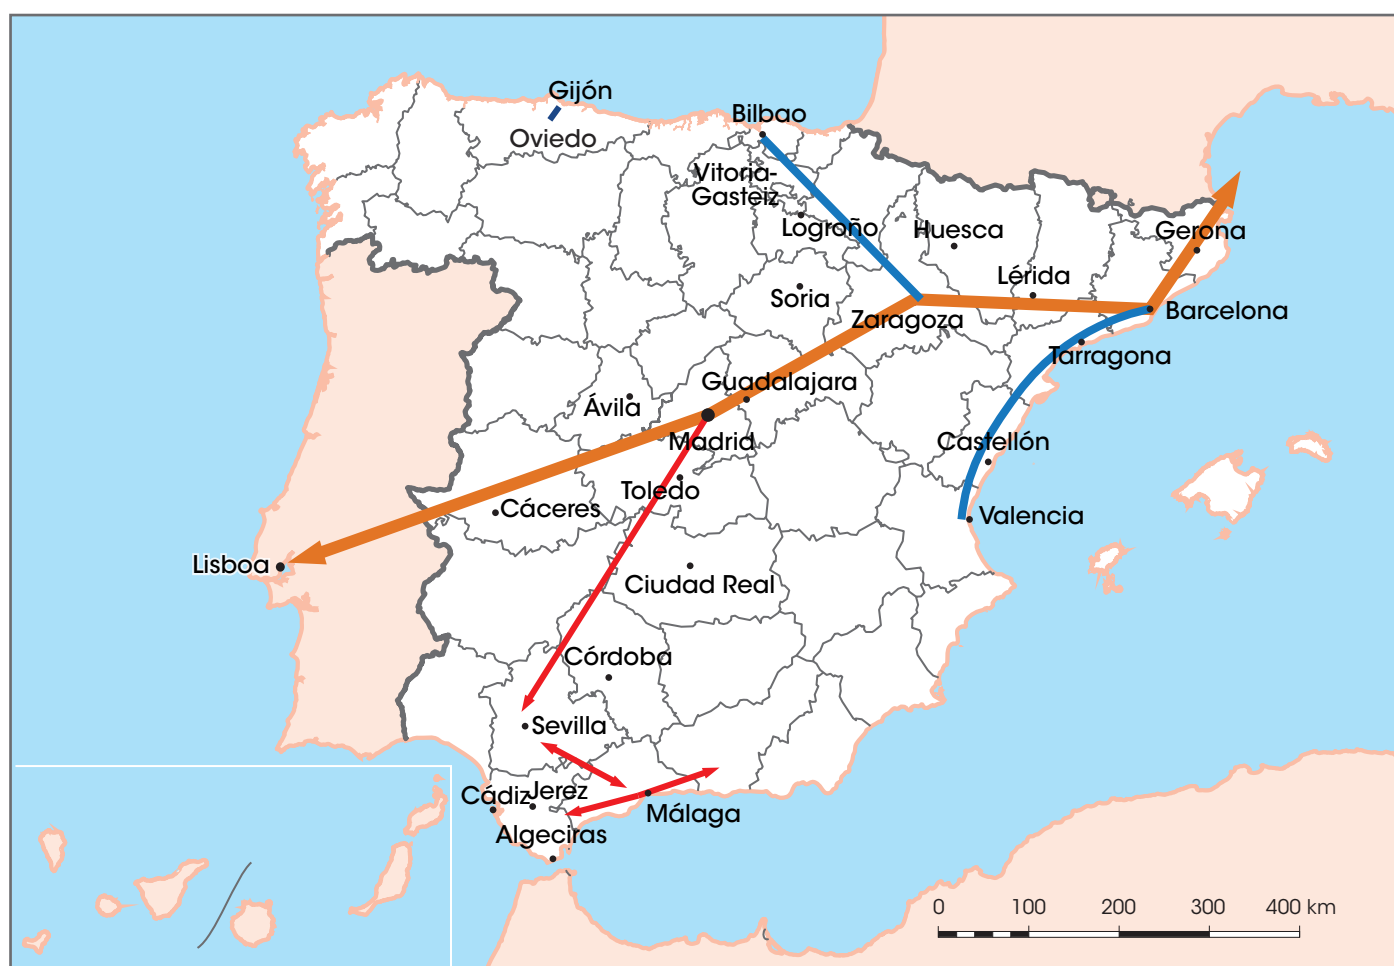 Gijón
Bilbao
Oviedo
Vitoria-
Gasteiz
Logroño
Huesca
Gerona
Lérida
Soria
Barcelona
Zaragoza
Tarragona
Guadalajara
Ávila
Madrid
Castellón
Toledo
Cáceres
Valencia
Lisboa
Ciudad Real
Córdoba
Sevilla
Jerez
Cádiz
Málaga
Algeciras
0 100 200 300 400 km